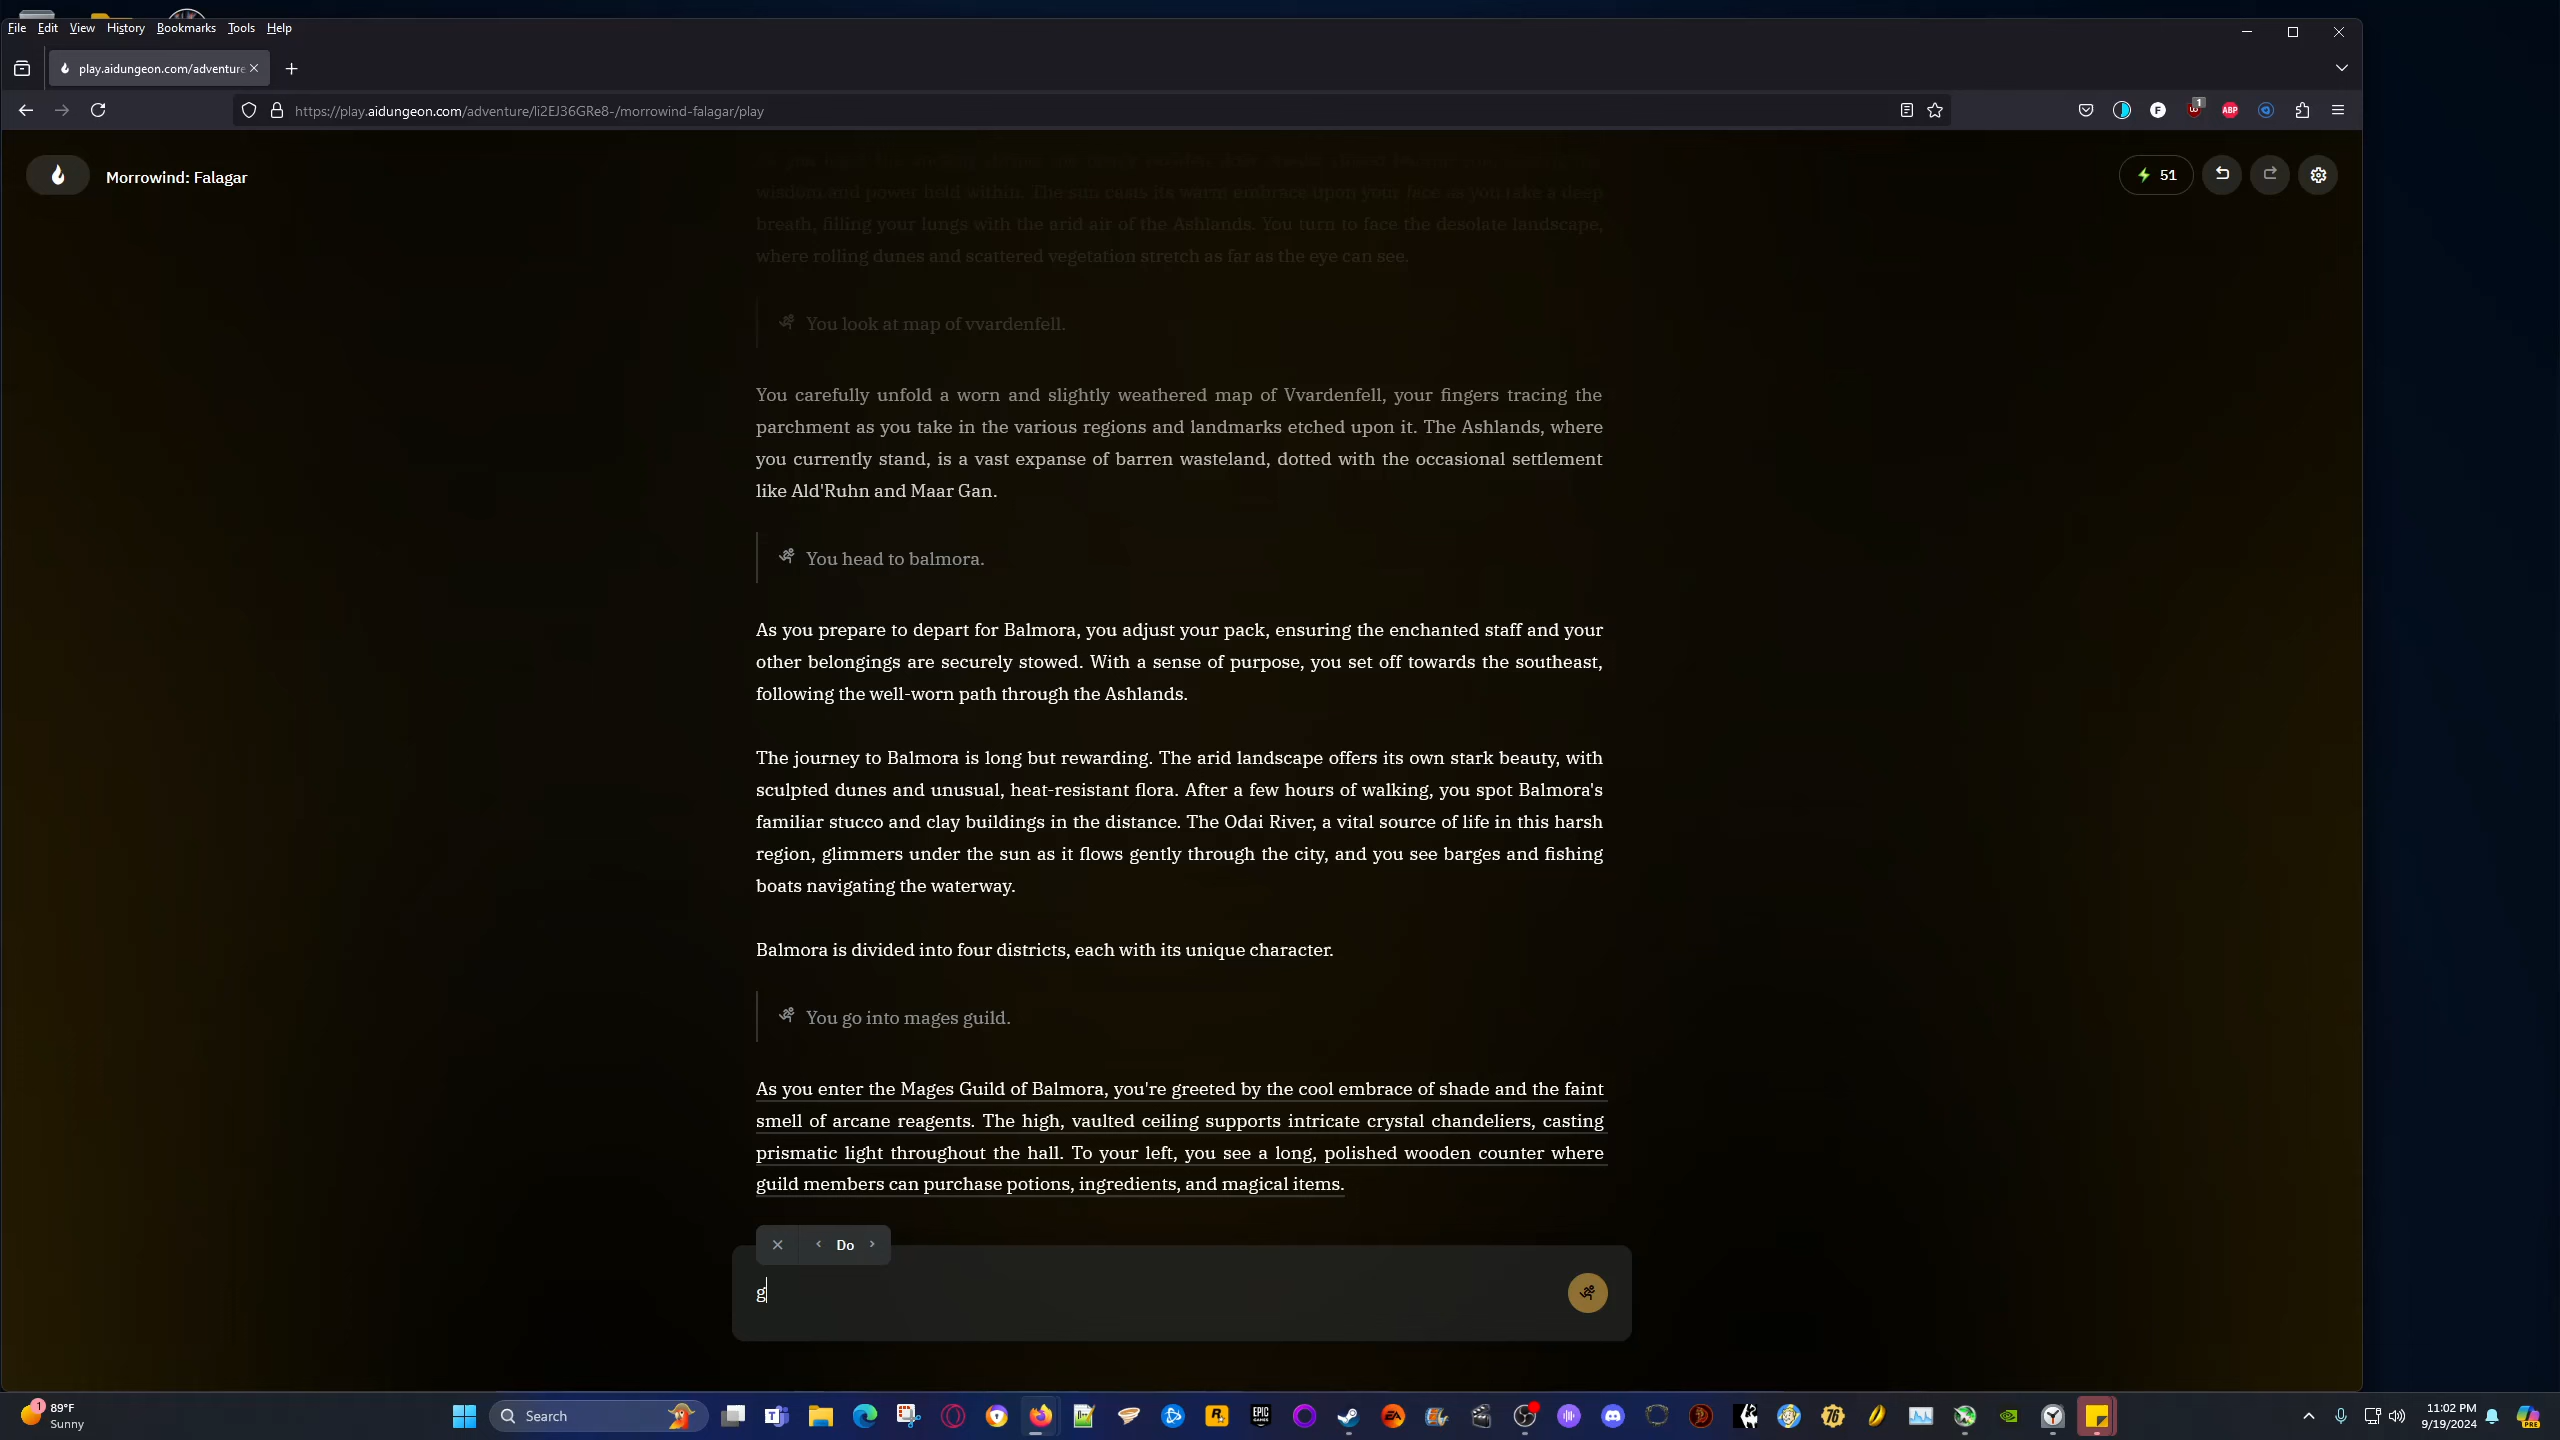 File Edit View History Bookmarks Tools Help
play.aidungeon.com/adventure
https://play.aidungeon.com/adventure/li2EJ36GRe8-/morrowind-falagar/play
1
ABP
Morrowind: Falagar
51
wisdom and power held within. The sun casts its warm embrace upon your face as you take a deep
breath, filling your lungs with the arid air of the Ashlands. You turn to face the desolate landscape,
where rolling dunes and scattered vegetation stretch as far as the eye can see.
You look at map of vvardenfell.
You carefully unfold a worn and slightly weathered map of Vvardenfell, your fingers tracing the
parchment as you take in the various regions and landmarks etched upon it. The Ashlands, where
you currently stand, is a vast expanse of barren wasteland, dotted with the occasional settlement
like Ald'Ruhn and Maar Gan.
You head to balmora.
As you prepare to depart for Balmora, you adjust your pack, ensuring the enchanted staff and your
other belongings are securely stowed. With a sense of purpose, you set off towards the southeast,
following the well-worn path through the Ashlands.
The journey to Balmora is long but rewarding. The arid landscape offers its own stark beauty, with
sculpted dunes and unusual, heat-resistant flora. After a few hours of walking, you spot Balmora's
familiar stucco and clay buildings in the distance. The Odai River, a vital source of life in this harsh
region, glimmers under the sun as it flows gently through the city, and you see barges and fishing
boats navigating the waterway.
Balmora is divided into four districts, each with its unique character.
You go into mages guild.
As you enter the Mages Guild of Balmora, you're greeted by the cool embrace of shade and the faint
smell of arcane reagents. The high, vaulted ceiling supports intricate crystal chandeliers, casting
prismatic light throughout the hall. To your left, you see a long, polished wooden counter where
guild members can purchase potions, ingredients, and magical items.
Do
g
1
89°F
Sunny
Search
EPIC
GAMES
EA
76
11:02 PM
9/19/2024
PRE